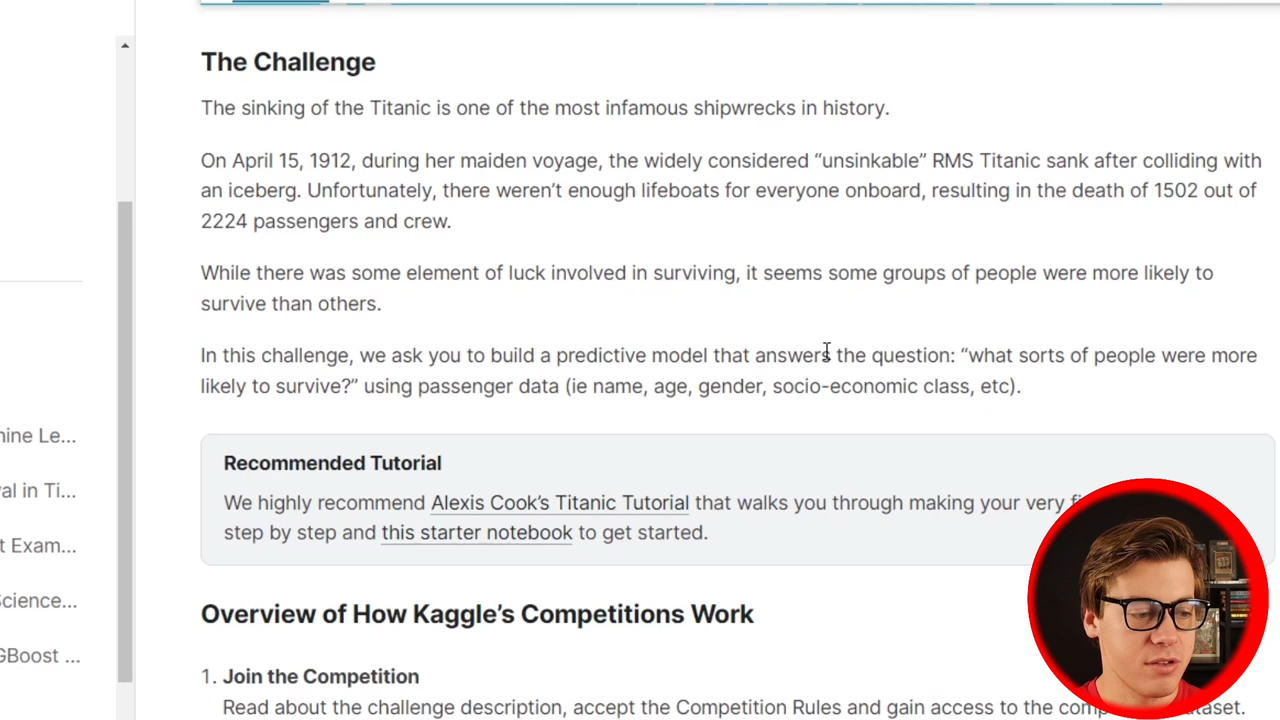 The Challenge
The sinking of the Titanic is one of the most infamous shipwrecks in history.
On April 15, 1912, during her maiden voyage, the widely considered “unsinkable” RMS Titanic sank after colliding with
an iceberg. Unfortunately, there weren’t enough lifeboats for everyone onboard, resulting in the death of 1502 out of
2224 passengers and crew.
While there was some element of luck involved in surviving, it seems some groups of people were more likely to
survive than others.
In this challenge, we ask you to build a predictive model that answers the question: “what sorts of people were more
likely to survive?” using passenger data (ie name, age, gender, socio-economic class, etc).
nine Le...
val in Ti...
t Exam...
Science...
GBoost ...
Recommended Tutorial
We highly recommend Alexis Cook’s Titanic Tutorial that walks you through making your very
step by step and this starter notebook to get started.
Overview of How Kaggle’s Competitions Work
1. Join the Competition
Read about the challenge description, accept the Competition Rules and gain access to the